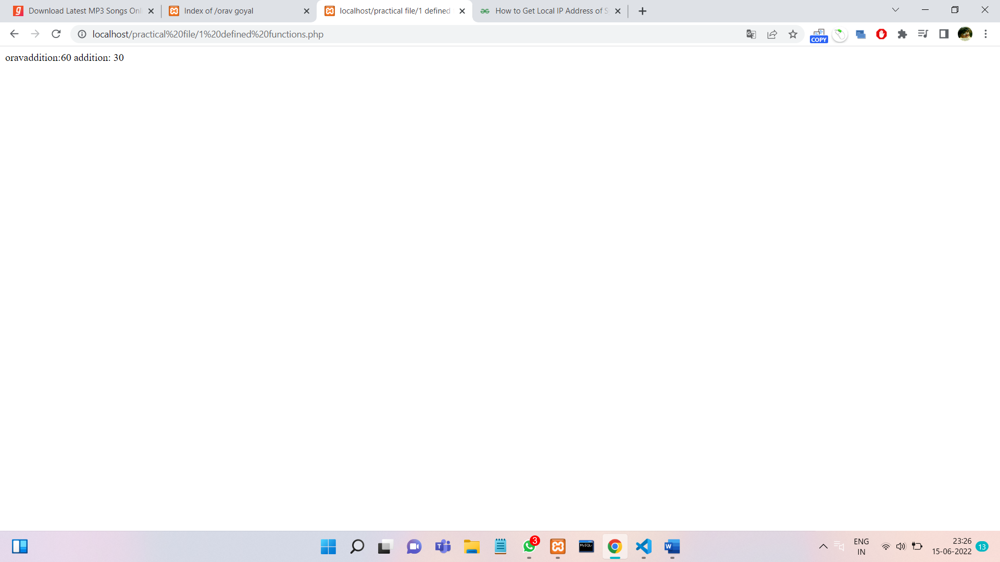 Download Latest MP3 Songs Onl
Index of /orav goyal
localhost/practical file/1 defined
How to Get Local IP Address of S
localhost/practical%20file/1%20defined%20functions.php
COPY
oravaddition:60 addition: 30
3
MySQL
ENG
IN
23:26
15-06-2022
13